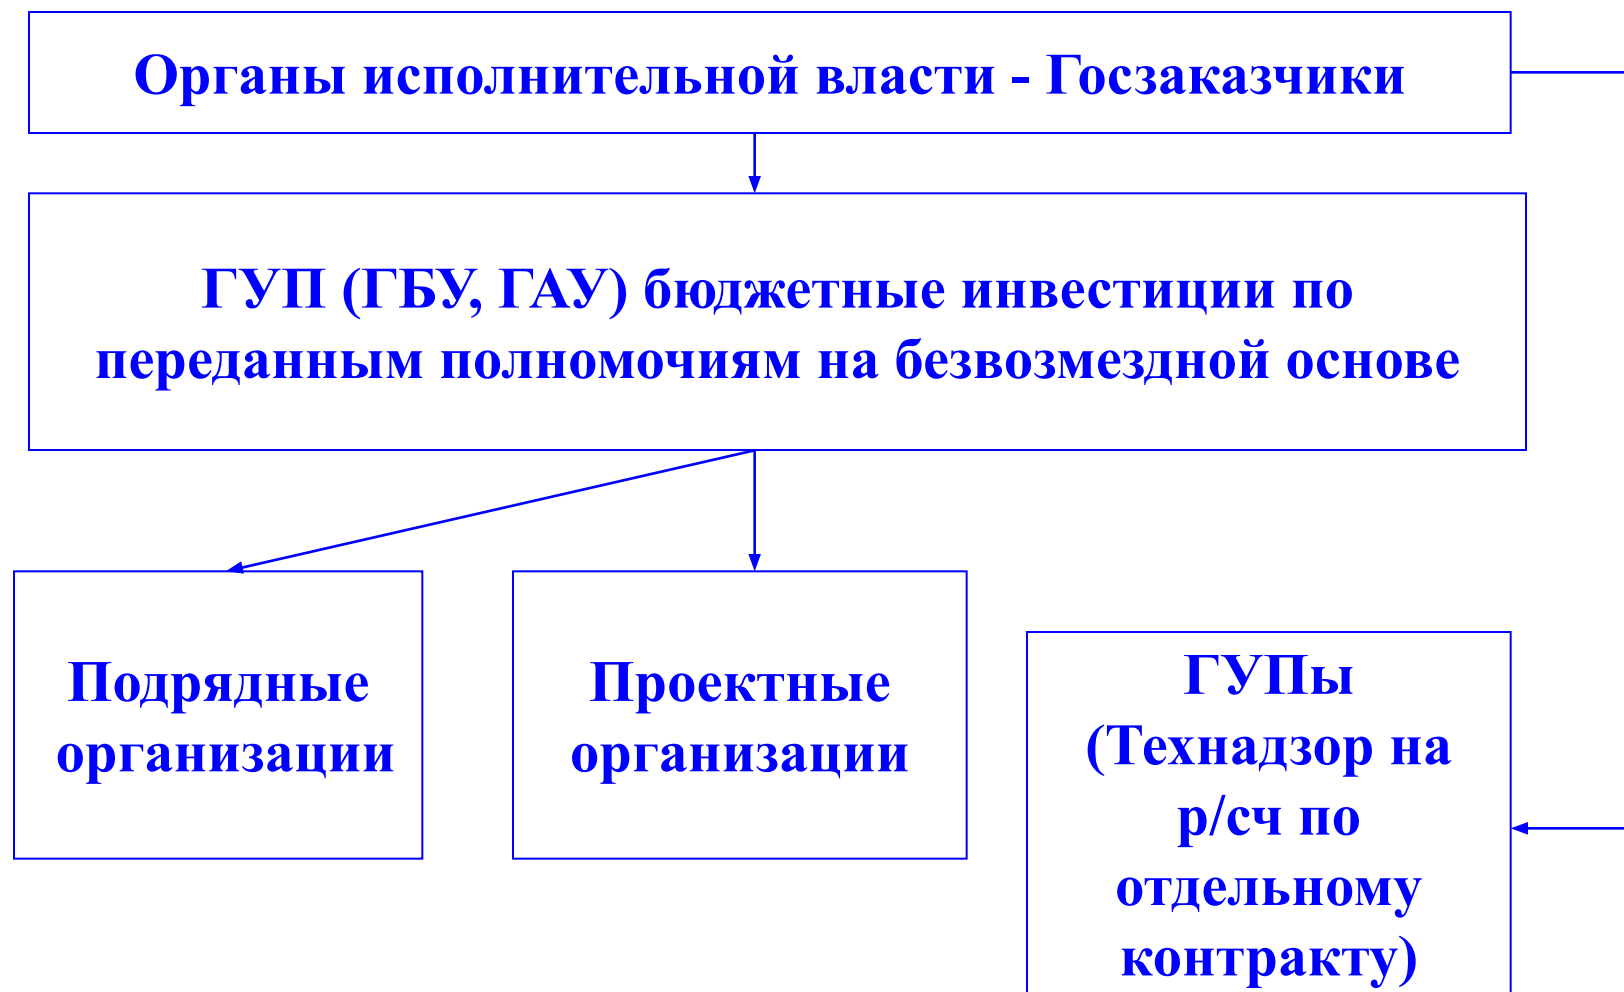 Органы исполнительной власти - Госзаказчики
ГУП (ГБУ, ГАУ) бюджетные инвестиции по
переданным полномочиям на безвозмездной основе
Подрядные
организации
Проектные
организации
ГУПы
(Технадзор на
р/сч по
отдельному
контракту)